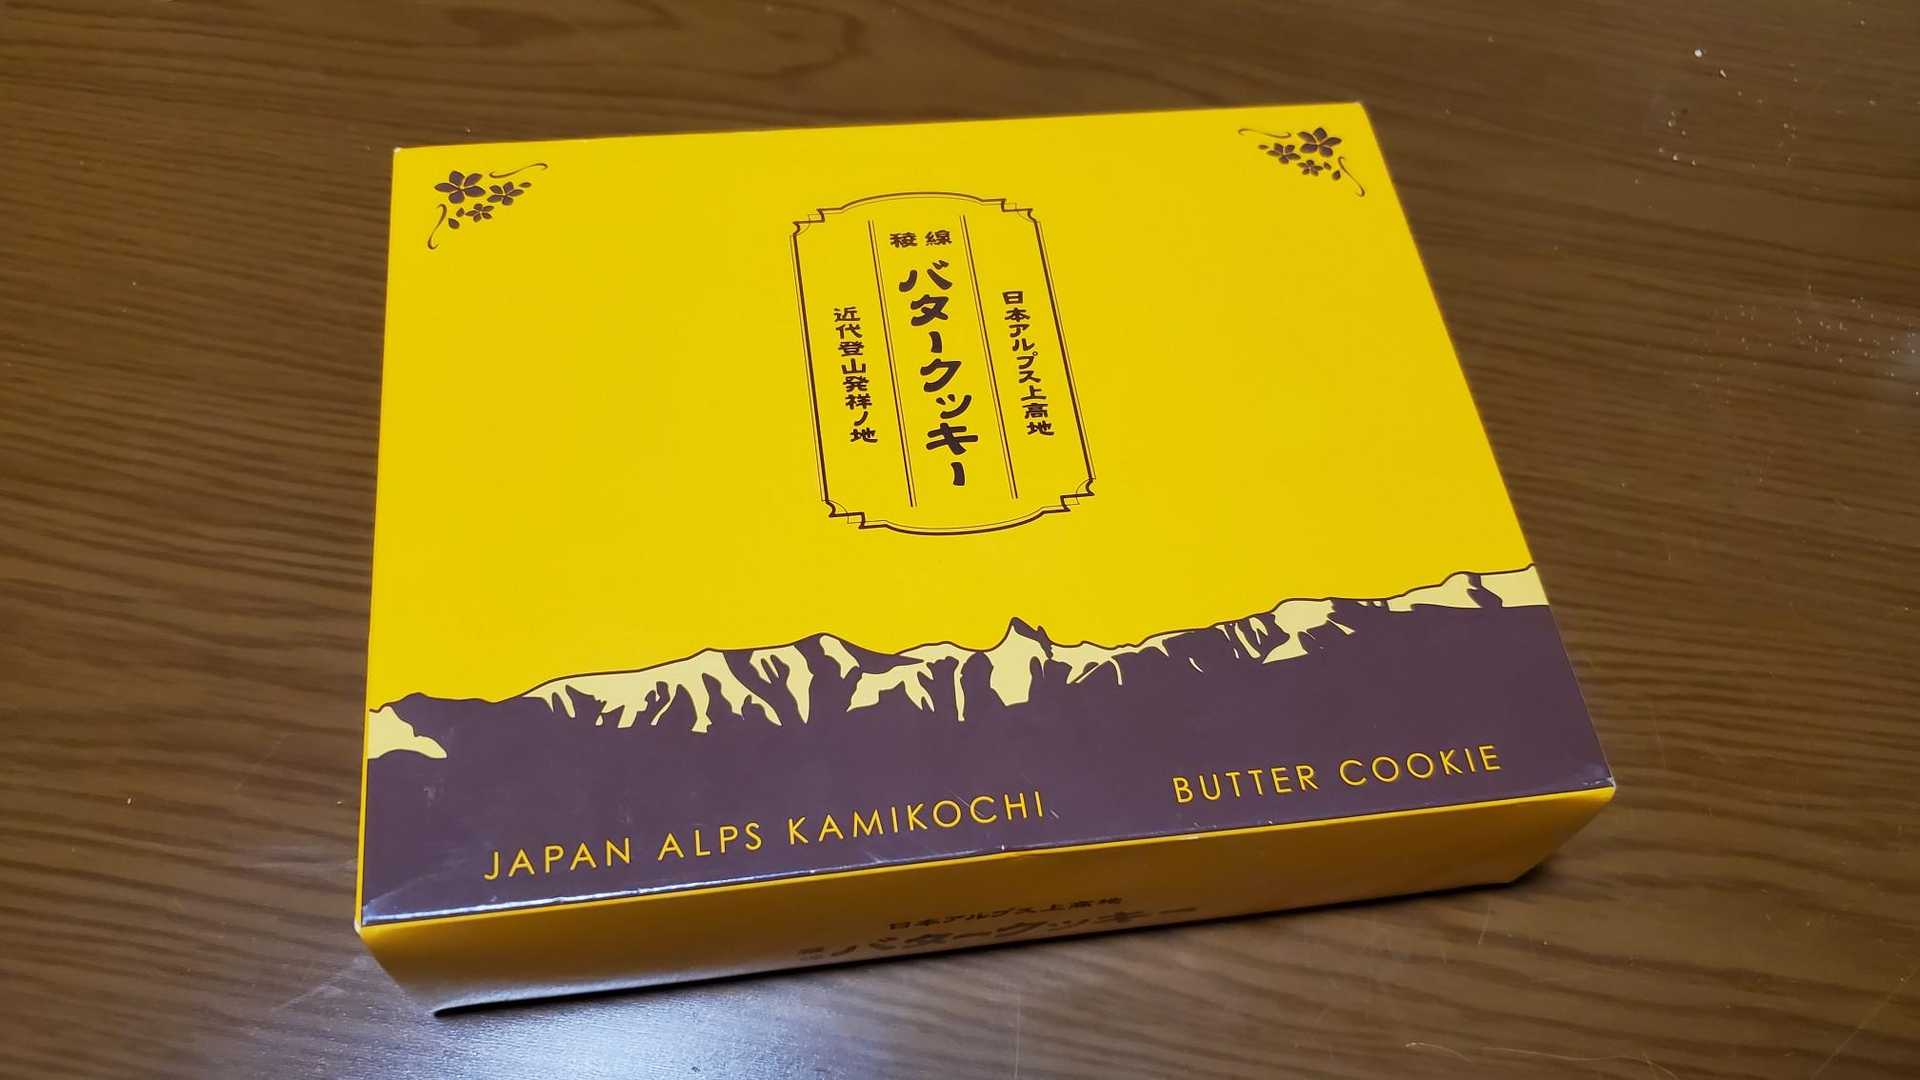 日本アルプス上高地
稜線
バタークッキー
近代登山発祥ノ地
JAPAN ALPS KAMIKOCHI
BUTTER COOKIE
日本アルプス上高地
バタークッキー